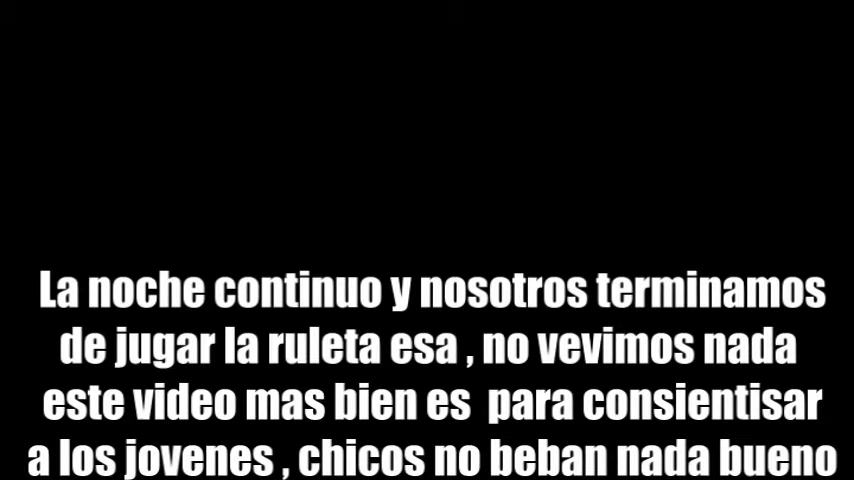 La noche continuo y nosotros terminamos
de jugar la ruleta esa , no vevimos nada
este video mas bien es para consientisar
a los jovenes , chicos no beban nada bueno